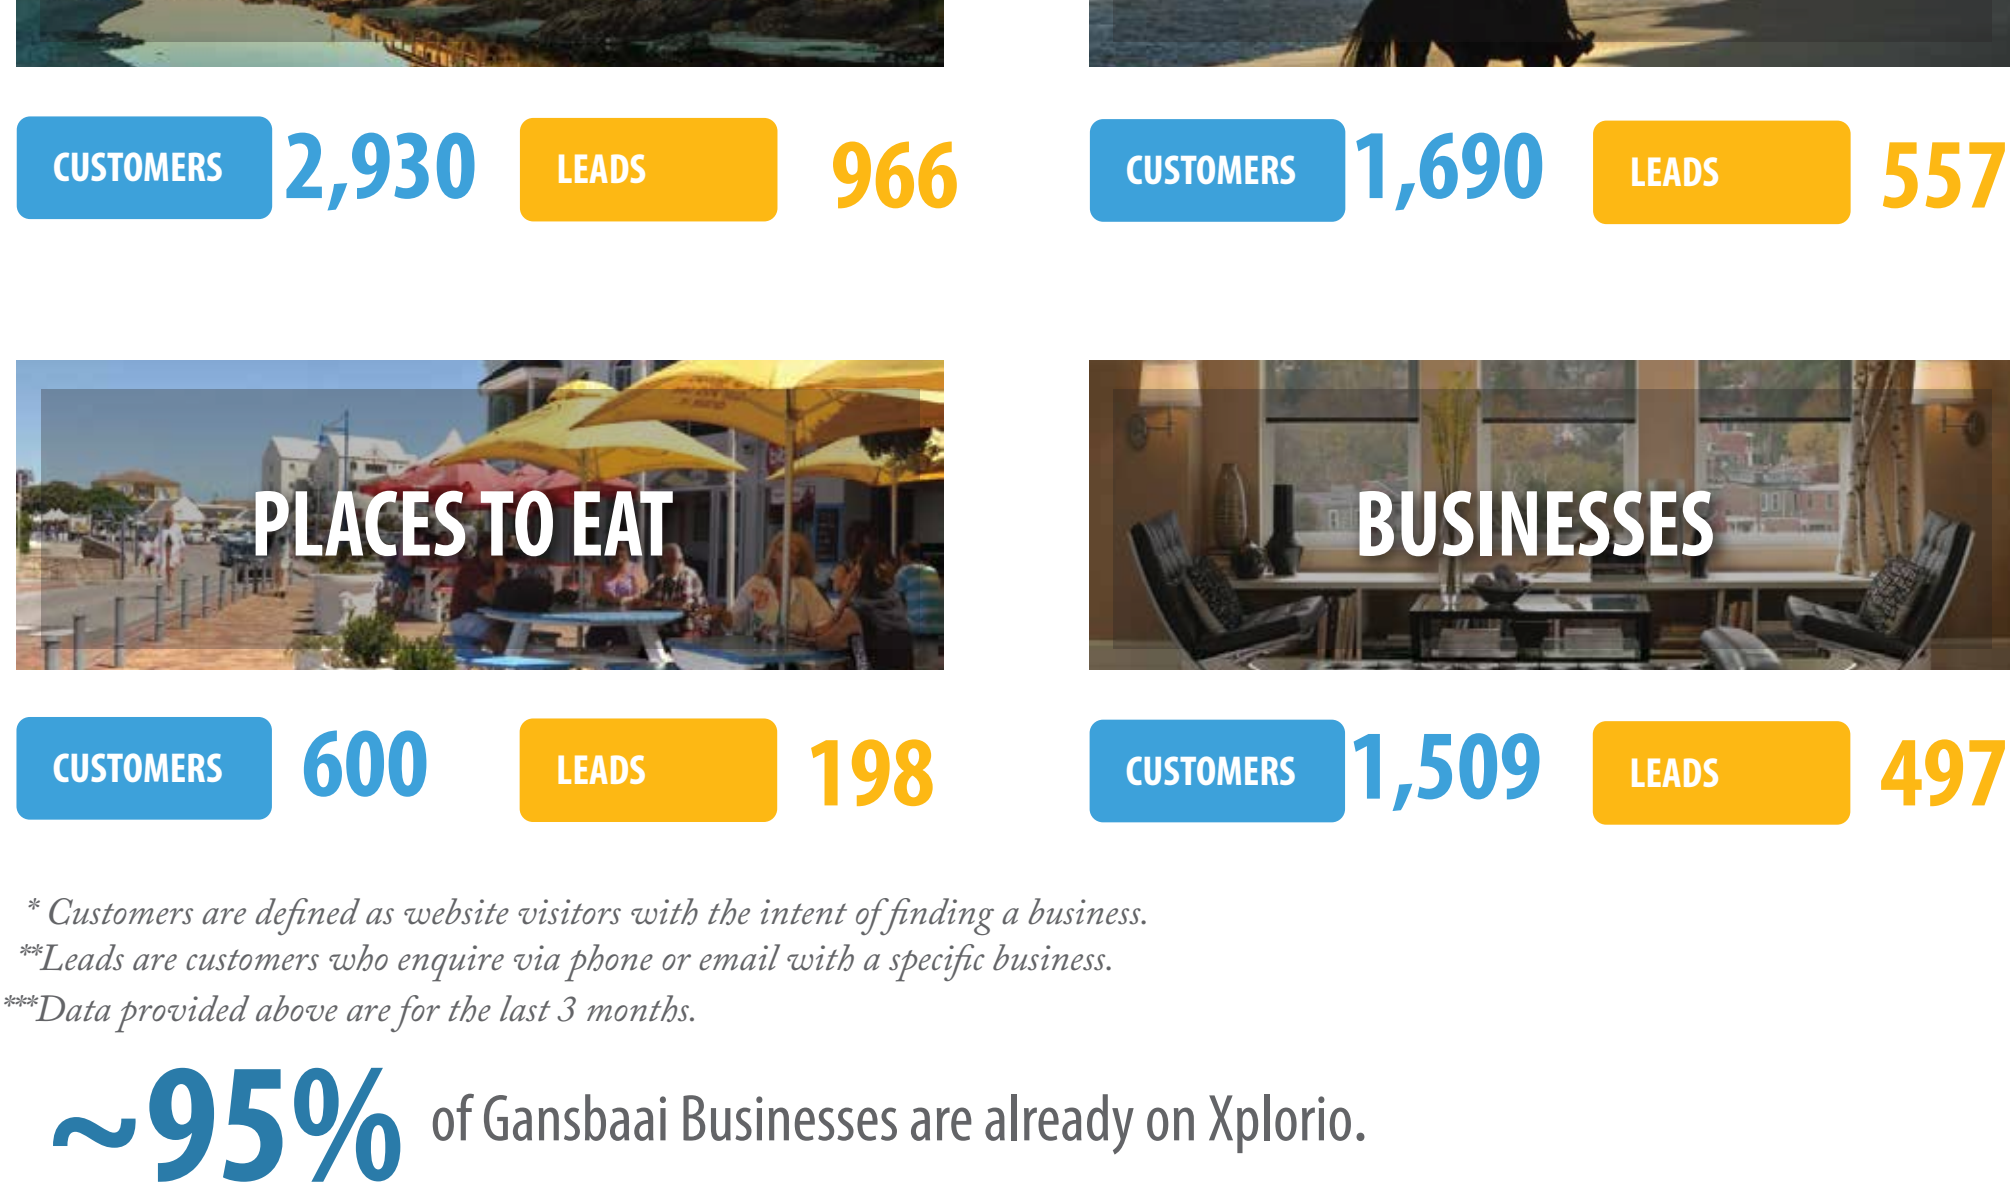 CUSTOMERS 2,930 LEADS 966
CUSTOMERS 1,690 LEADS 557
PLACES TO EAT
BUSINESSES
CUSTOMERS 600 LEADS 198
CUSTOMERS 1,509 LEADS 497
* Customers are defined as website visitors with the intent of finding a business.
**Leads are customers who enquire via phone or email with a specific business.
***Data provided above are for the last 3 months.
~95% of Gansbaai Businesses are already on Xplorio.